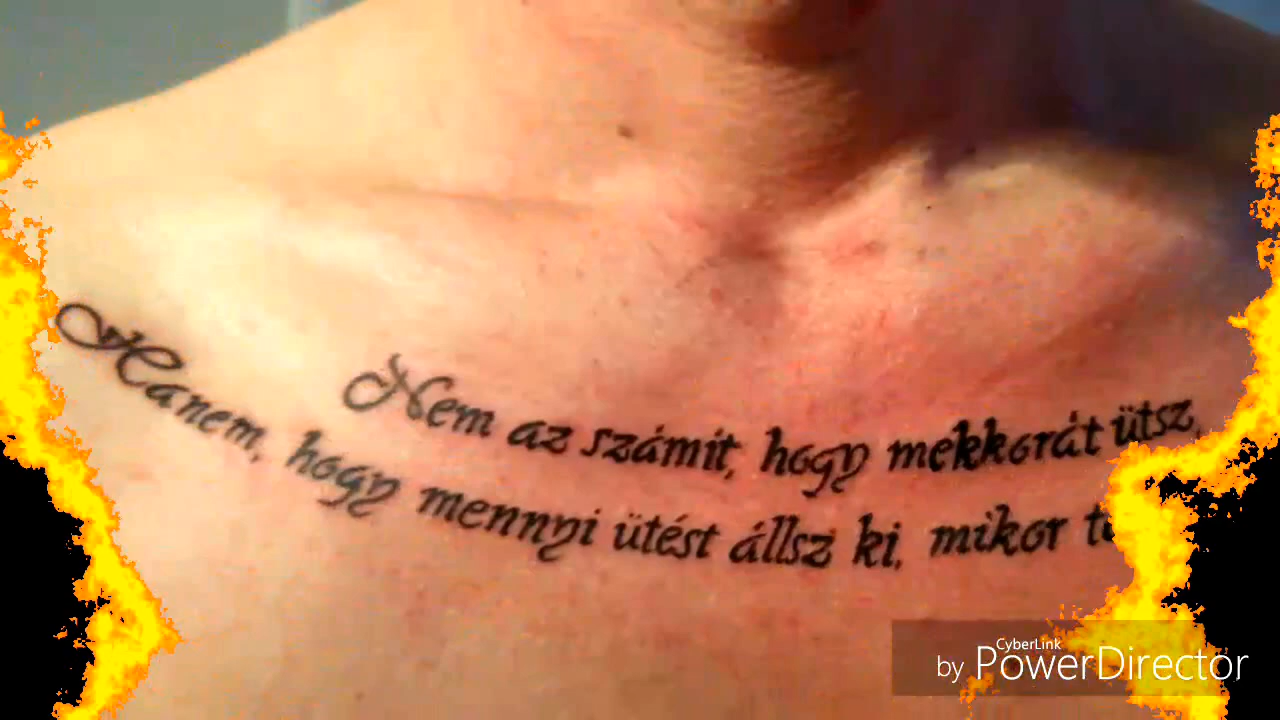 Nem az számít, hogy mekkorát ütsz,
Hanem, hogy mennyi ütést állsz ki, mikor
CyberLink
by PowerDirector